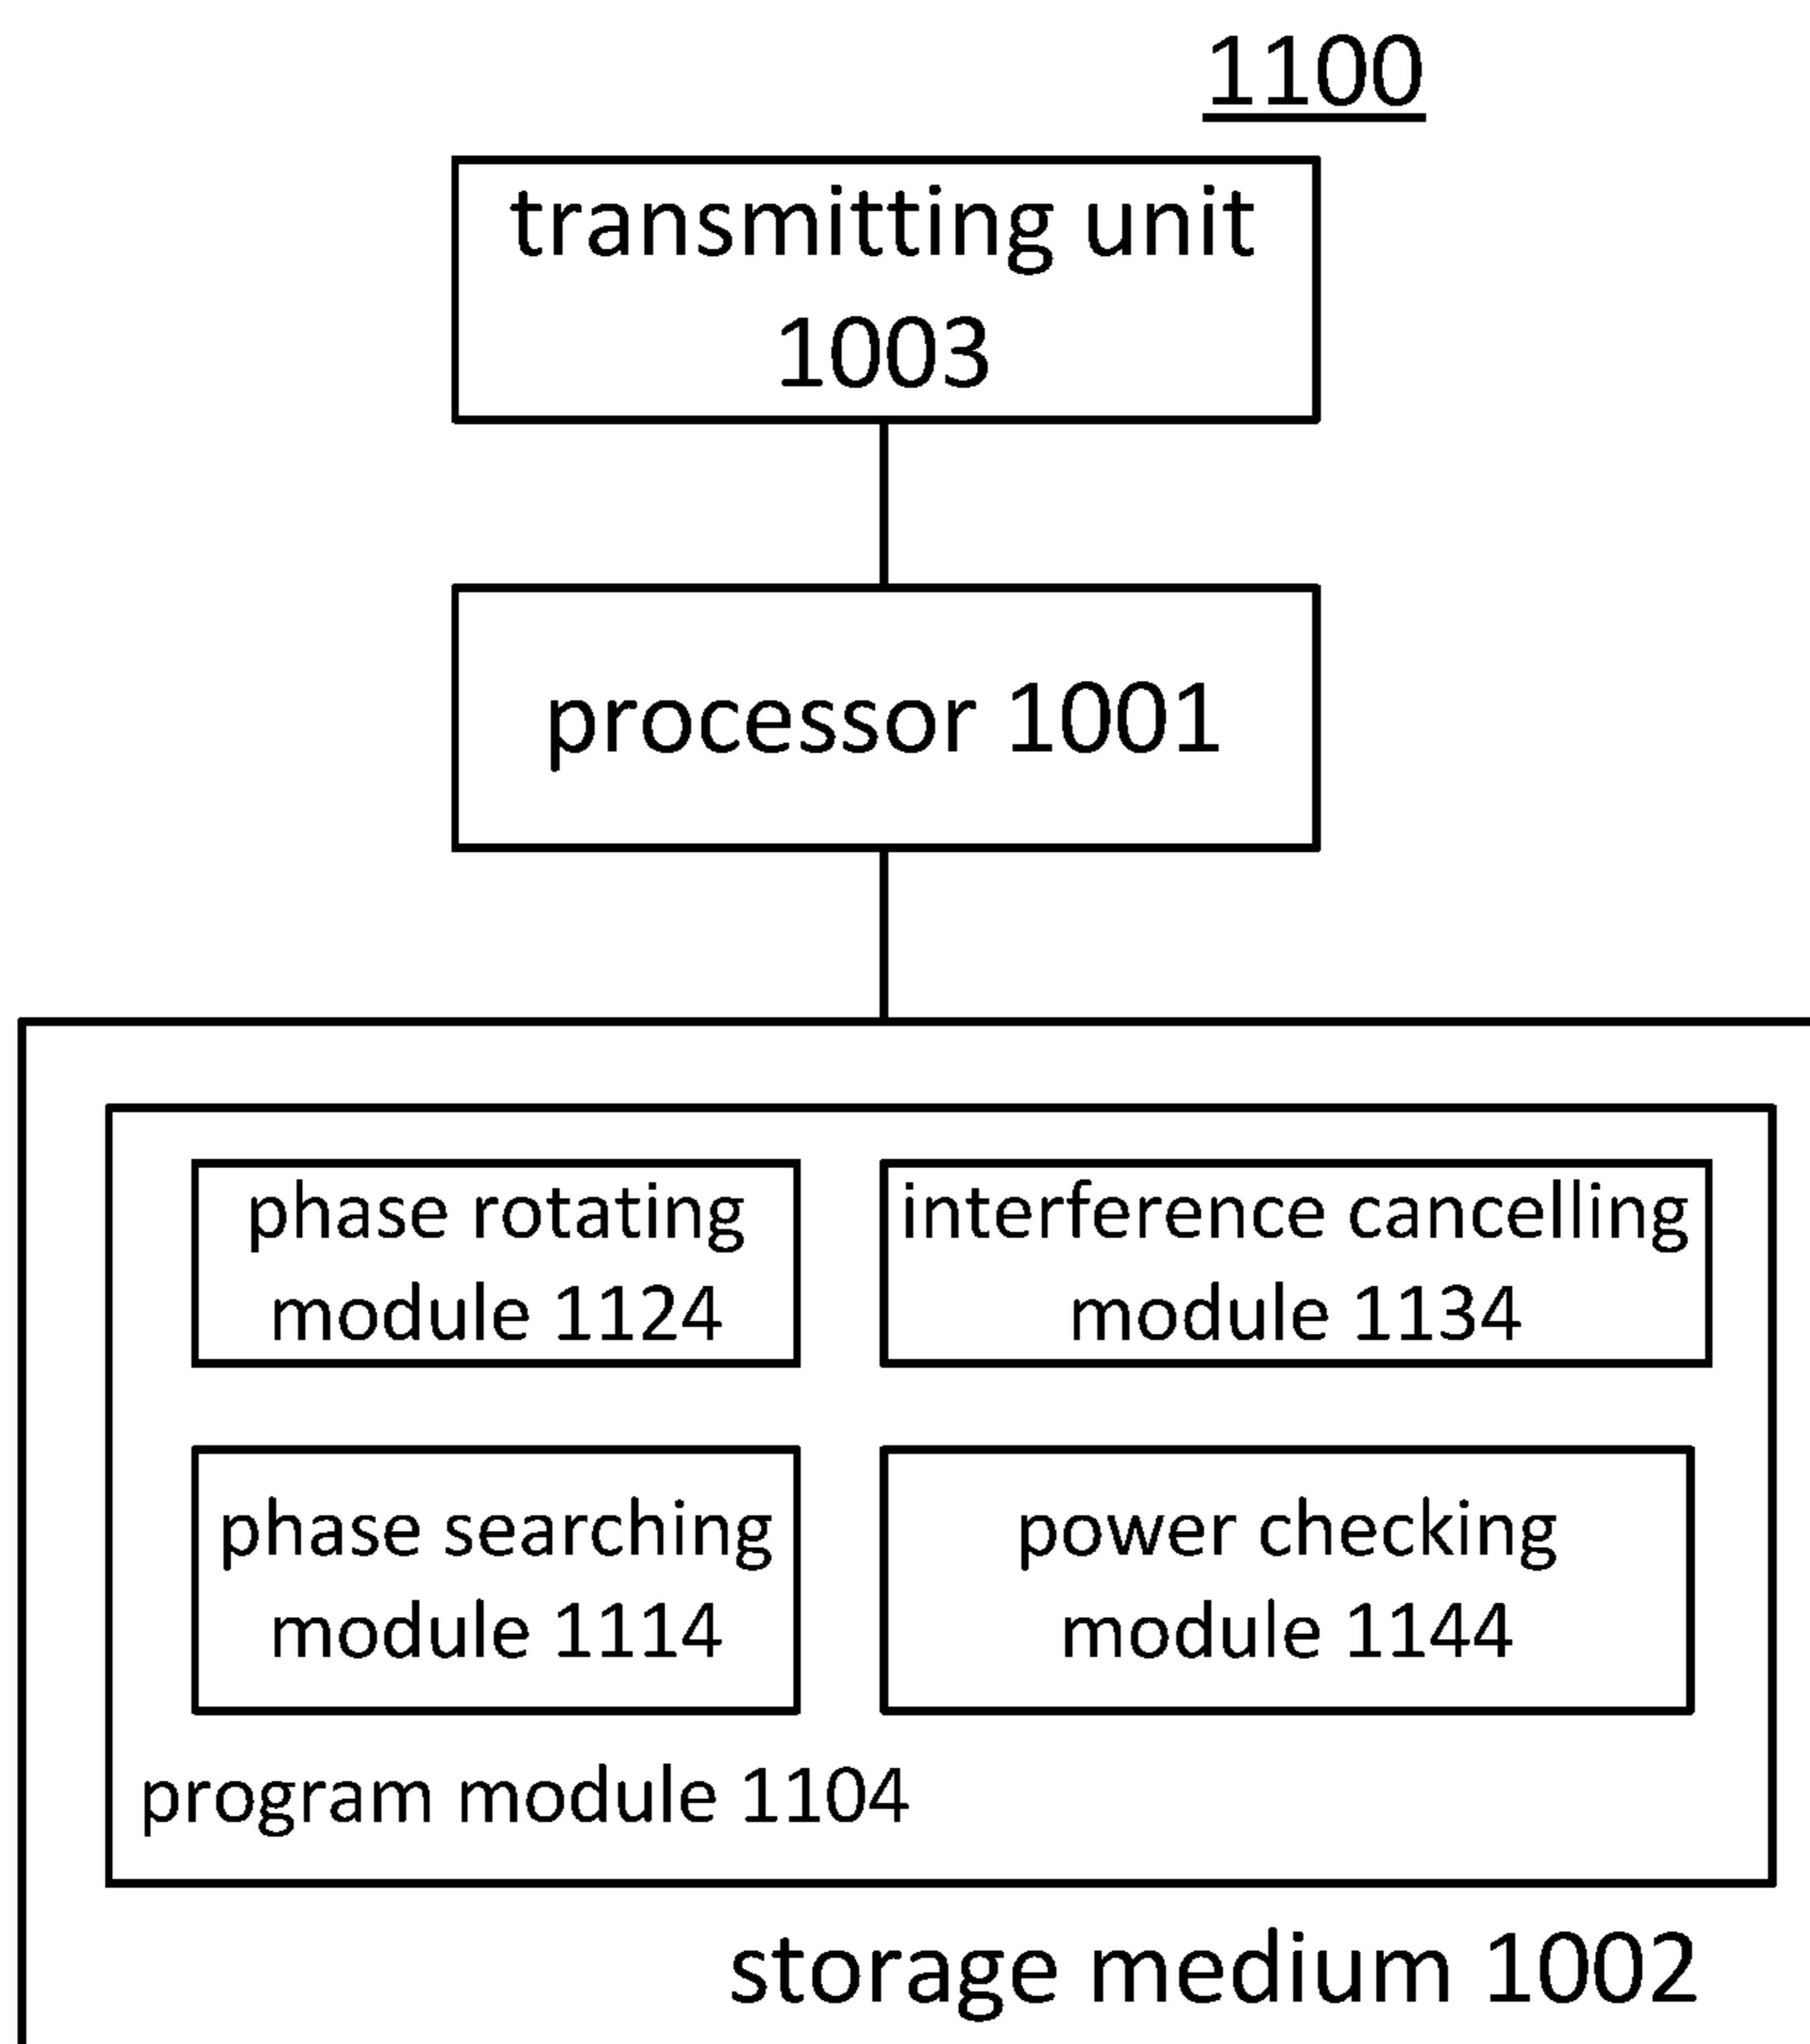 1100
transmitting unit
1003
processor 1001
phase rotating
module 1124
interference cancelling
module 1134
phase searching
module 1114
power checking
module 1144
program module 1104
storage medium 1002